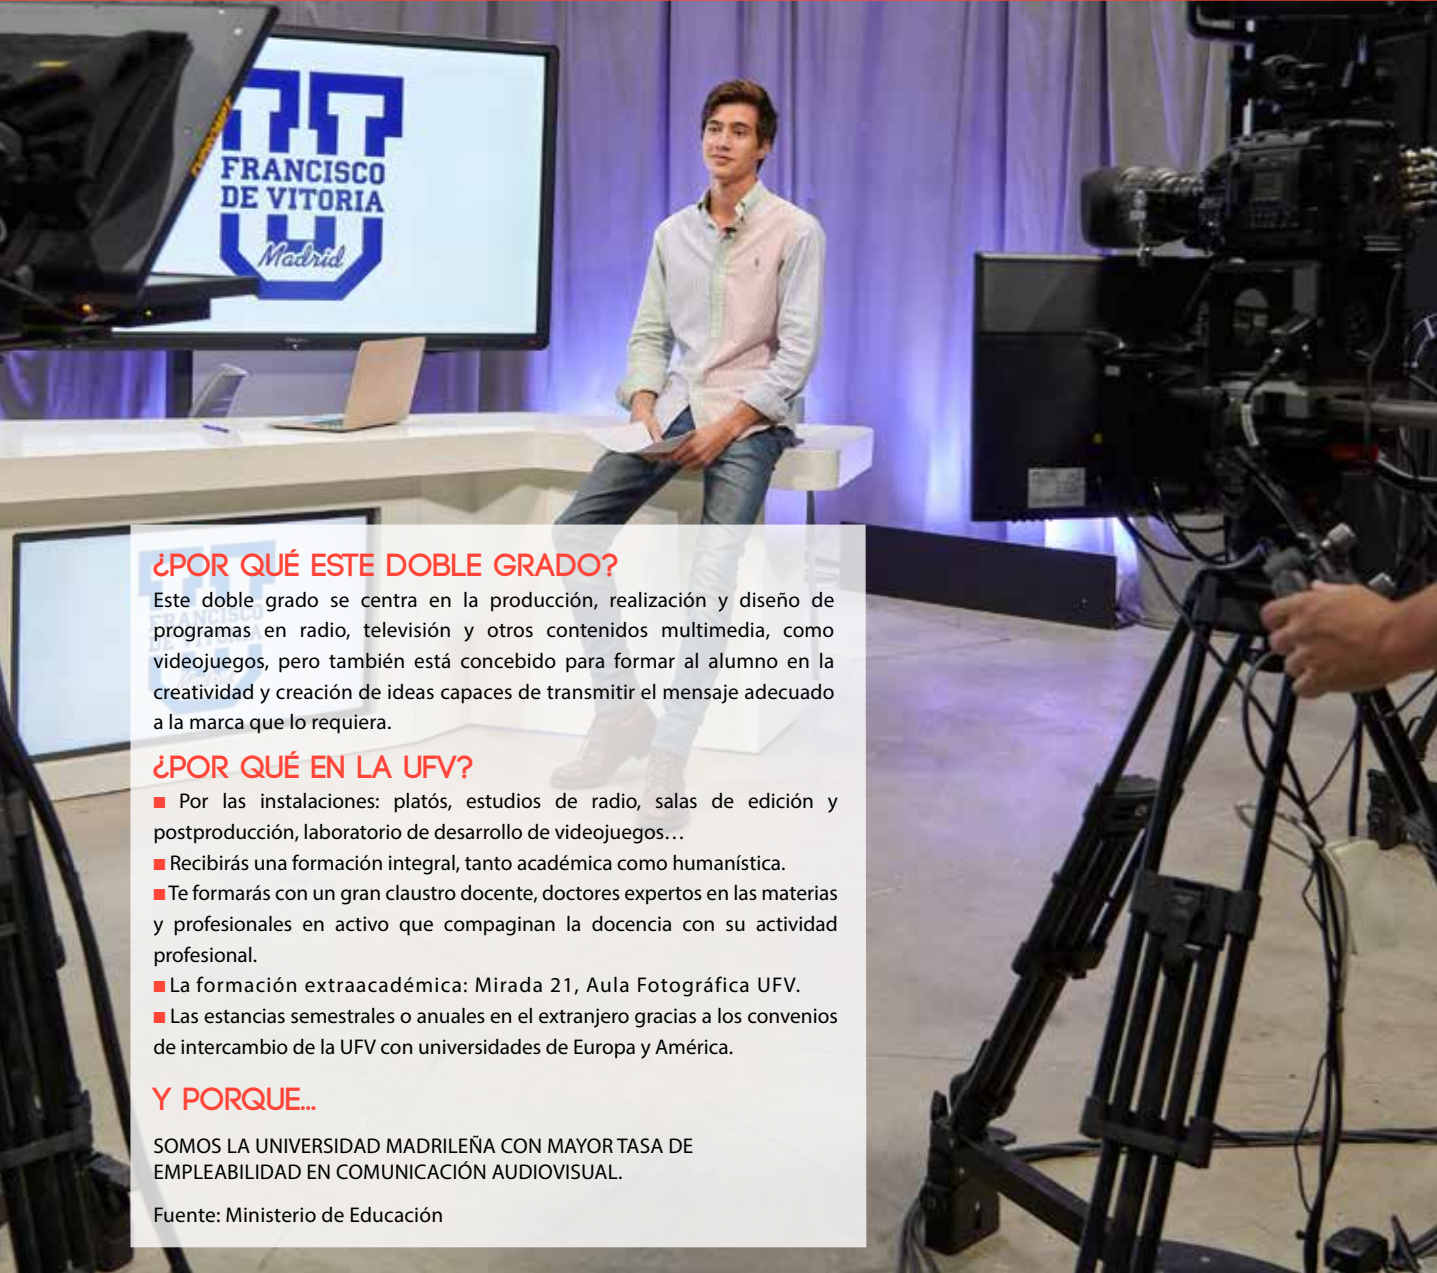 FRANCISCO
DE VITORIA
Madrid
¿POR QUÉ ESTE DOBLE GRADO?
Este doble grado se centra en la producción, realización y diseño de
programas en radio, televisión y otros contenidos multimedia, como
videojuegos, pero también está concebido para formar al alumno en la
creatividad y creación de ideas capaces de transmitir el mensaje adecuado
a la marca que lo requiera.
¿POR QUÉ EN LA UFV?
■ Por las instalaciones: platós, estudios de radio, salas de edición y
postproducción, laboratorio de desarrollo de videojuegos…
■ Recibirás una formación integral, tanto académica como humanística.
■ Te formarás con un gran claustro docente, doctores expertos en las materias
y profesionales en activo que compaginan la docencia con su actividad
profesional.
■ La formación extraacadémica: Mirada 21, Aula Fotográfica UFV.
■ Las estancias semestrales o anuales en el extranjero gracias a los convenios
de intercambio de la UFV con universidades de Europa y América.
Y PORQUE...
SOMOS LA UNIVERSIDAD MADRILEÑA CON MAYOR TASA DE
EMPLEABILIDAD EN COMUNICACIÓN AUDIOVISUAL.
Fuente: Ministerio de Educación